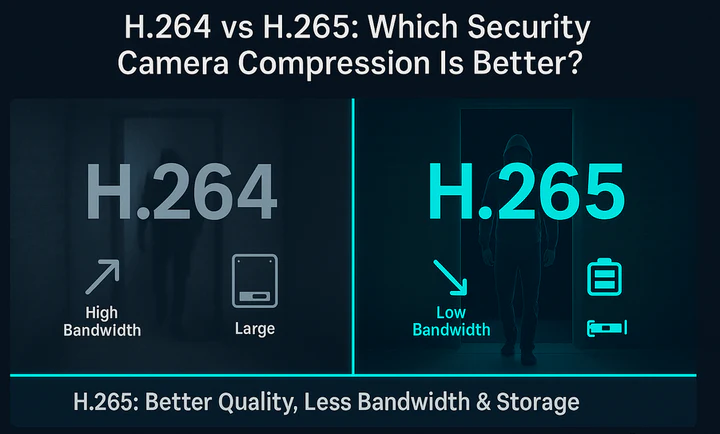 H.264 vs H.265: Which Security
Camera Compression Is Better?
H.264
H.265
High
Bandwidth
Large
Low
Bandwidth
H.265: Better Quality, Less Bandwidth & Storage